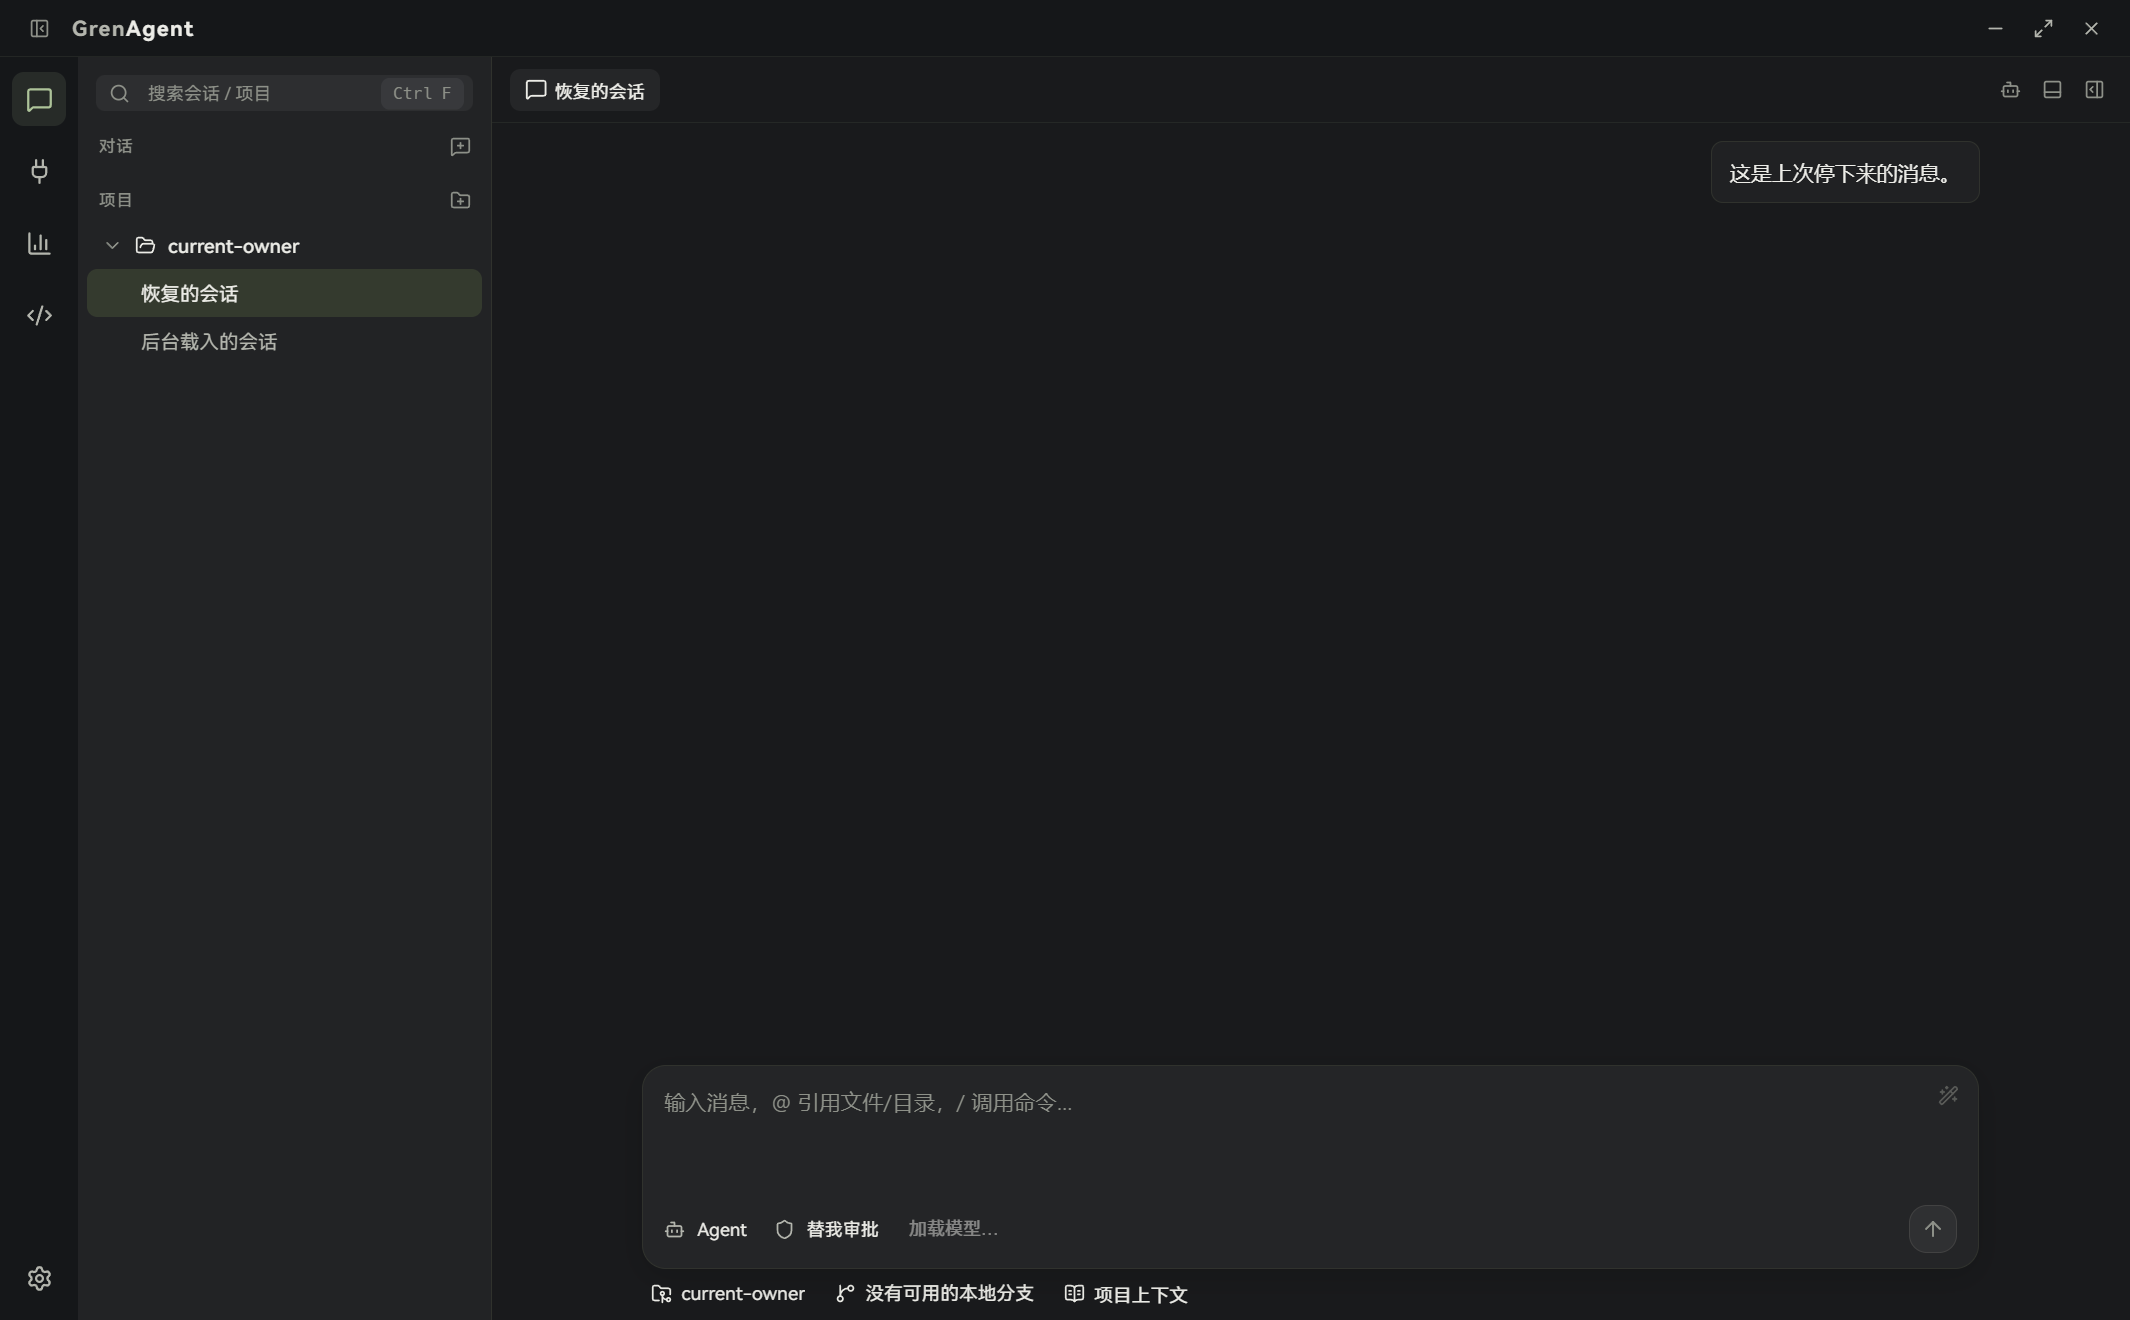 GrenAgent
搜索会话 / 项目 Ctrl F
对话
项目
current-owner
恢复的会话
后台载入的会话
恢复的会话
这是上次停下来的消息。
输入消息，@ 引用文件/目录，/ 调用命令...
Agent 替我审批 加载模型...
current-owner 没有可用的本地分支 项目上下文